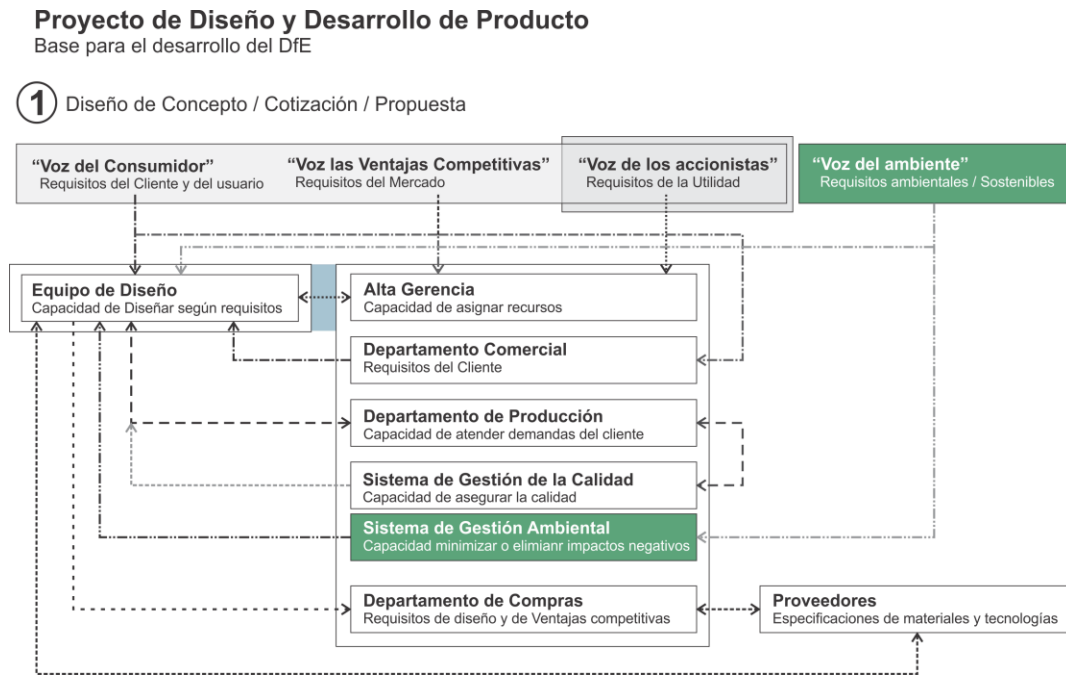 Proyecto de Diseño y Desarrollo de Producto
Base para el desarrollo del DfE
1 Diseño de Concepto / Cotización / Propuesta
“Voz del Consumidor”
Requisitos del Cliente y del usuario
“Voz las Ventajas Competitivas”
Requisitos del Mercado
“Voz de los accionistas”
Requisitos de la Utilidad
“Voz del ambiente”
Requisitos ambientales / Sostenibles
Equipo de Diseño
Capacidad de Diseñar según requisitos
Alta Gerencia
Capacidad de asignar recursos
Departamento Comercial
Requisitos del Cliente
Departamento de Producción
Capacidad de atender demandas del cliente
Sistema de Gestión de la Calidad
Capacidad de asegurar la calidad
Sistema de Gestión Ambiental
Capacidad minimizar o elimianr impactos negativos
Departamento de Compras
Requisitos de diseño y de Ventajas competitivas
Proveedores
Especificaciones de materiales y tecnologías